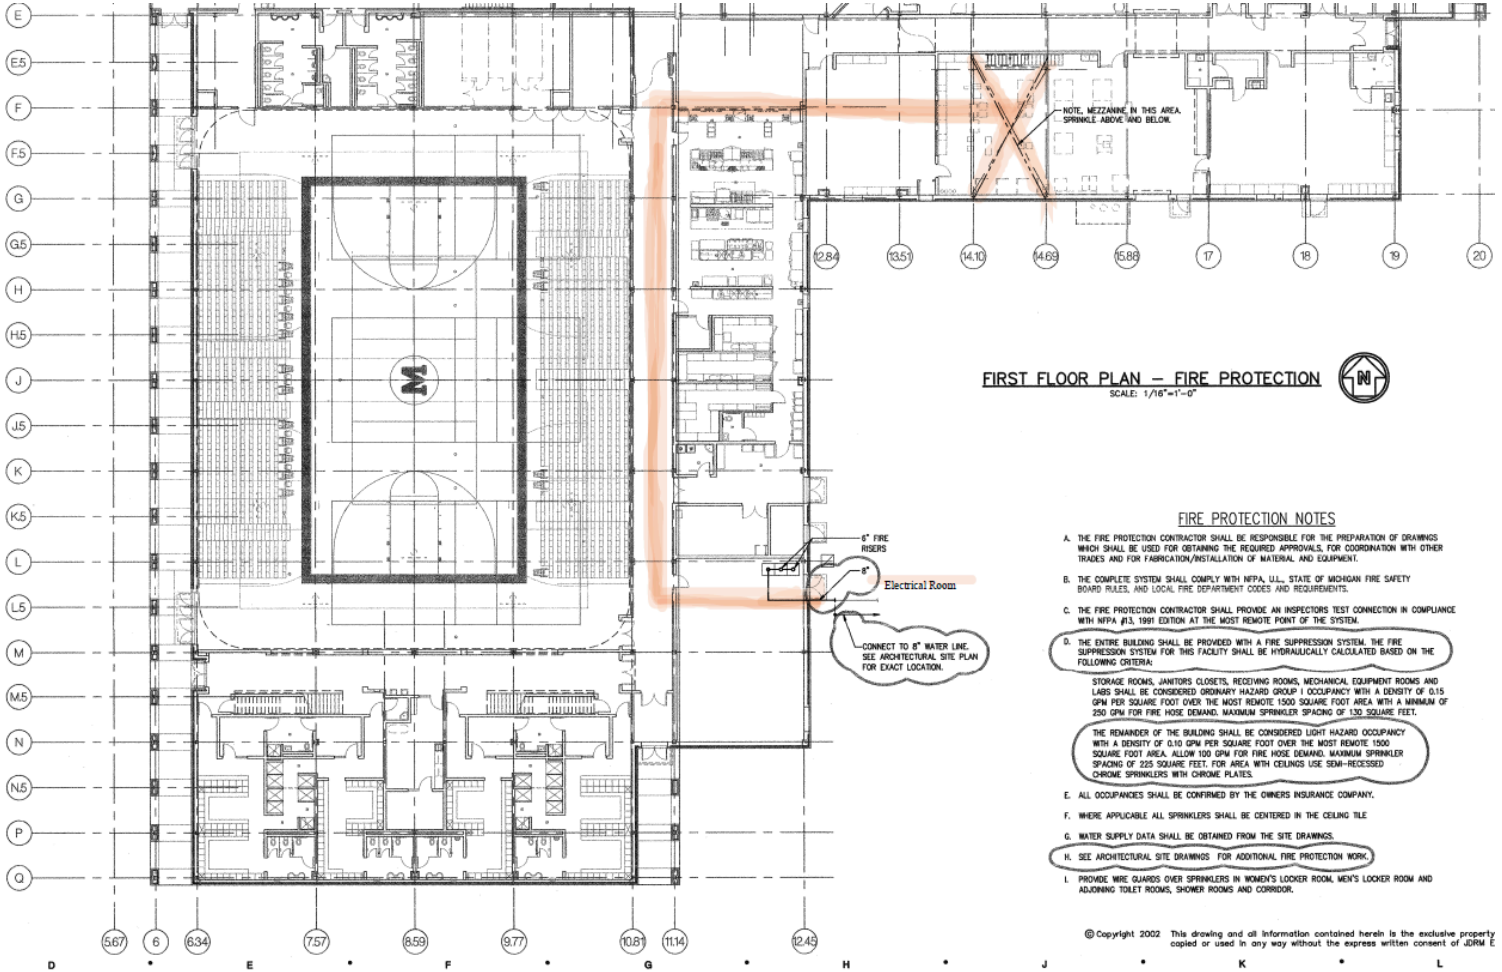 E
E.5
F
F.5
G
G.5
H
H.5
J
J.5
K
K.5
L
L.5
M
M.5
N
N.5
P
Q
M
NOTE, MEZZANINE IN THIS AREA.
SPRINKLE ABOVE AND BELOW.
12.84
13.51
14.10
14.69
15.88
17
18
19
20
FIRST FLOOR PLAN – FIRE PROTECTION
SCALE: 1/16"=1'-0"
N
6" FIRE
RISERS
8"
Electrical Room
CONNECT TO 8" WATER LINE.
SEE ARCHITECTURAL SITE PLAN
FOR EXACT LOCATION.
FIRE PROTECTION NOTES
A. THE FIRE PROTECTION CONTRACTOR SHALL BE RESPONSIBLE FOR THE PREPARATION OF DRAWINGS
WHICH SHALL BE USED FOR OBTAINING THE REQUIRED APPROVALS, FOR COORDINATION WITH OTHER
TRADES AND FOR FABRICATION/INSTALLATION OF MATERIAL AND EQUIPMENT.
B. THE COMPLETE SYSTEM SHALL COMPLY WITH NFPA, U.L., STATE OF MICHIGAN FIRE SAFETY
BOARD RULES, AND LOCAL FIRE DEPARTMENT CODES AND REQUIREMENTS.
C. THE FIRE PROTECTION CONTRACTOR SHALL PROVIDE AN INSPECTORS TEST CONNECTION IN COMPLIANCE
WITH NFPA #13, 1991 EDITION AT THE MOST REMOTE POINT OF THE SYSTEM.
D. THE ENTIRE BUILDING SHALL BE PROVIDED WITH A FIRE SUPPRESSION SYSTEM. THE FIRE
SUPPRESSION SYSTEM FOR THIS FACILITY SHALL BE HYDRAULICALLY CALCULATED BASED ON THE
FOLLOWING CRITERIA:
STORAGE ROOMS, JANITORS CLOSETS, RECEIVING ROOMS, MECHANICAL EQUIPMENT ROOMS AND
LABS SHALL BE CONSIDERED ORDINARY HAZARD GROUP I OCCUPANCY WITH A DENSITY OF 0.15
GPM PER SQUARE FOOT OVER THE MOST REMOTE 1500 SQUARE FOOT AREA WITH A MINIMUM OF
250 GPM FOR FIRE HOSE DEMAND. MAXIMUM SPRINKLER SPACING OF 130 SQUARE FEET.
THE REMAINDER OF THE BUILDING SHALL BE CONSIDERED LIGHT HAZARD OCCUPANCY
WITH A DENSITY OF 0.10 GPM PER SQUARE FOOT OVER THE MOST REMOTE 1500
SQUARE FOOT AREA. ALLOW 100 GPM FOR FIRE HOSE DEMAND. MAXIMUM SPRINKLER
SPACING OF 225 SQUARE FEET. FOR AREA WITH CEILINGS USE SEMI-RECESSED
CHROME SPRINKLERS WITH CHROME PLATES.
E. ALL OCCUPANCIES SHALL BE CONFIRMED BY THE OWNERS INSURANCE COMPANY.
F. WHERE APPLICABLE ALL SPRINKLERS SHALL BE CENTERED IN THE CEILING TILE
G. WATER SUPPLY DATA SHALL BE OBTAINED FROM THE SITE DRAWINGS.
H. SEE ARCHITECTURAL SITE DRAWINGS FOR ADDITIONAL FIRE PROTECTION WORK.
I. PROVIDE WIRE GUARDS OVER SPRINKLERS IN WOMEN'S LOCKER ROOM, MEN'S LOCKER ROOM AND
ADJOINING TOILET ROOMS, SHOWER ROOMS AND CORRIDOR.
5.67
6
6.34
7.57
8.59
9.77
10.81
11.14
12.45
© Copyright 2002 This drawing and all information contained herein is the exclusive property
copied or used in any way without the express written consent of JDRM E
D
E
F
G
H
J
K
L